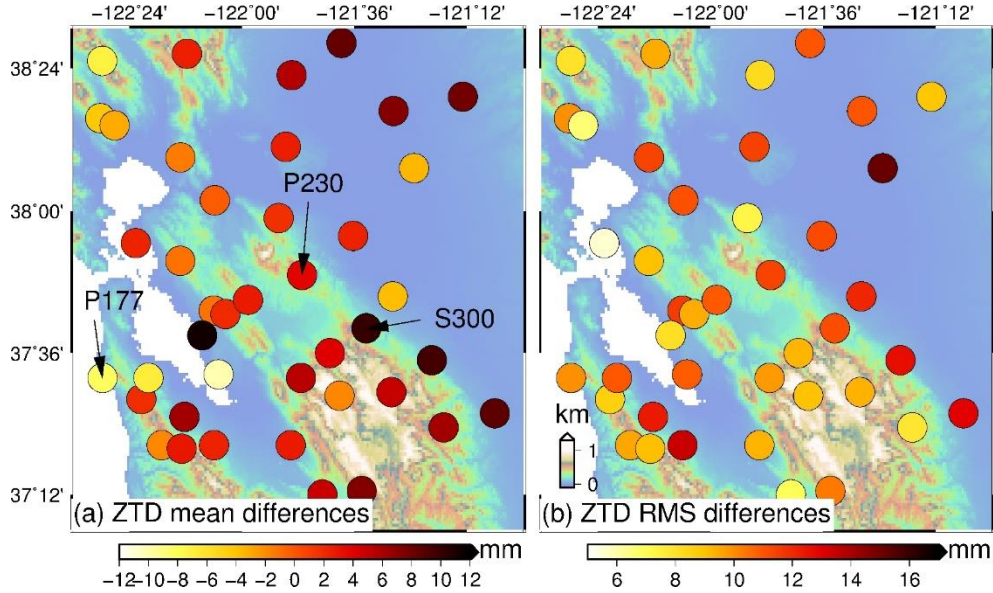 −122°24' −122°00' −121°36' −121°12' −122°24' −122°00' −121°36' −121°12'
38°24'
38°00'
37°36'
37°12'
P230
P177
S300
km
1
0
(a) ZTD mean differences
(b) ZTD RMS differences
−12 −10 −8 −6 −4 −2 0 2 4 6 8 10 12 mm
6 8 10 12 14 16 mm